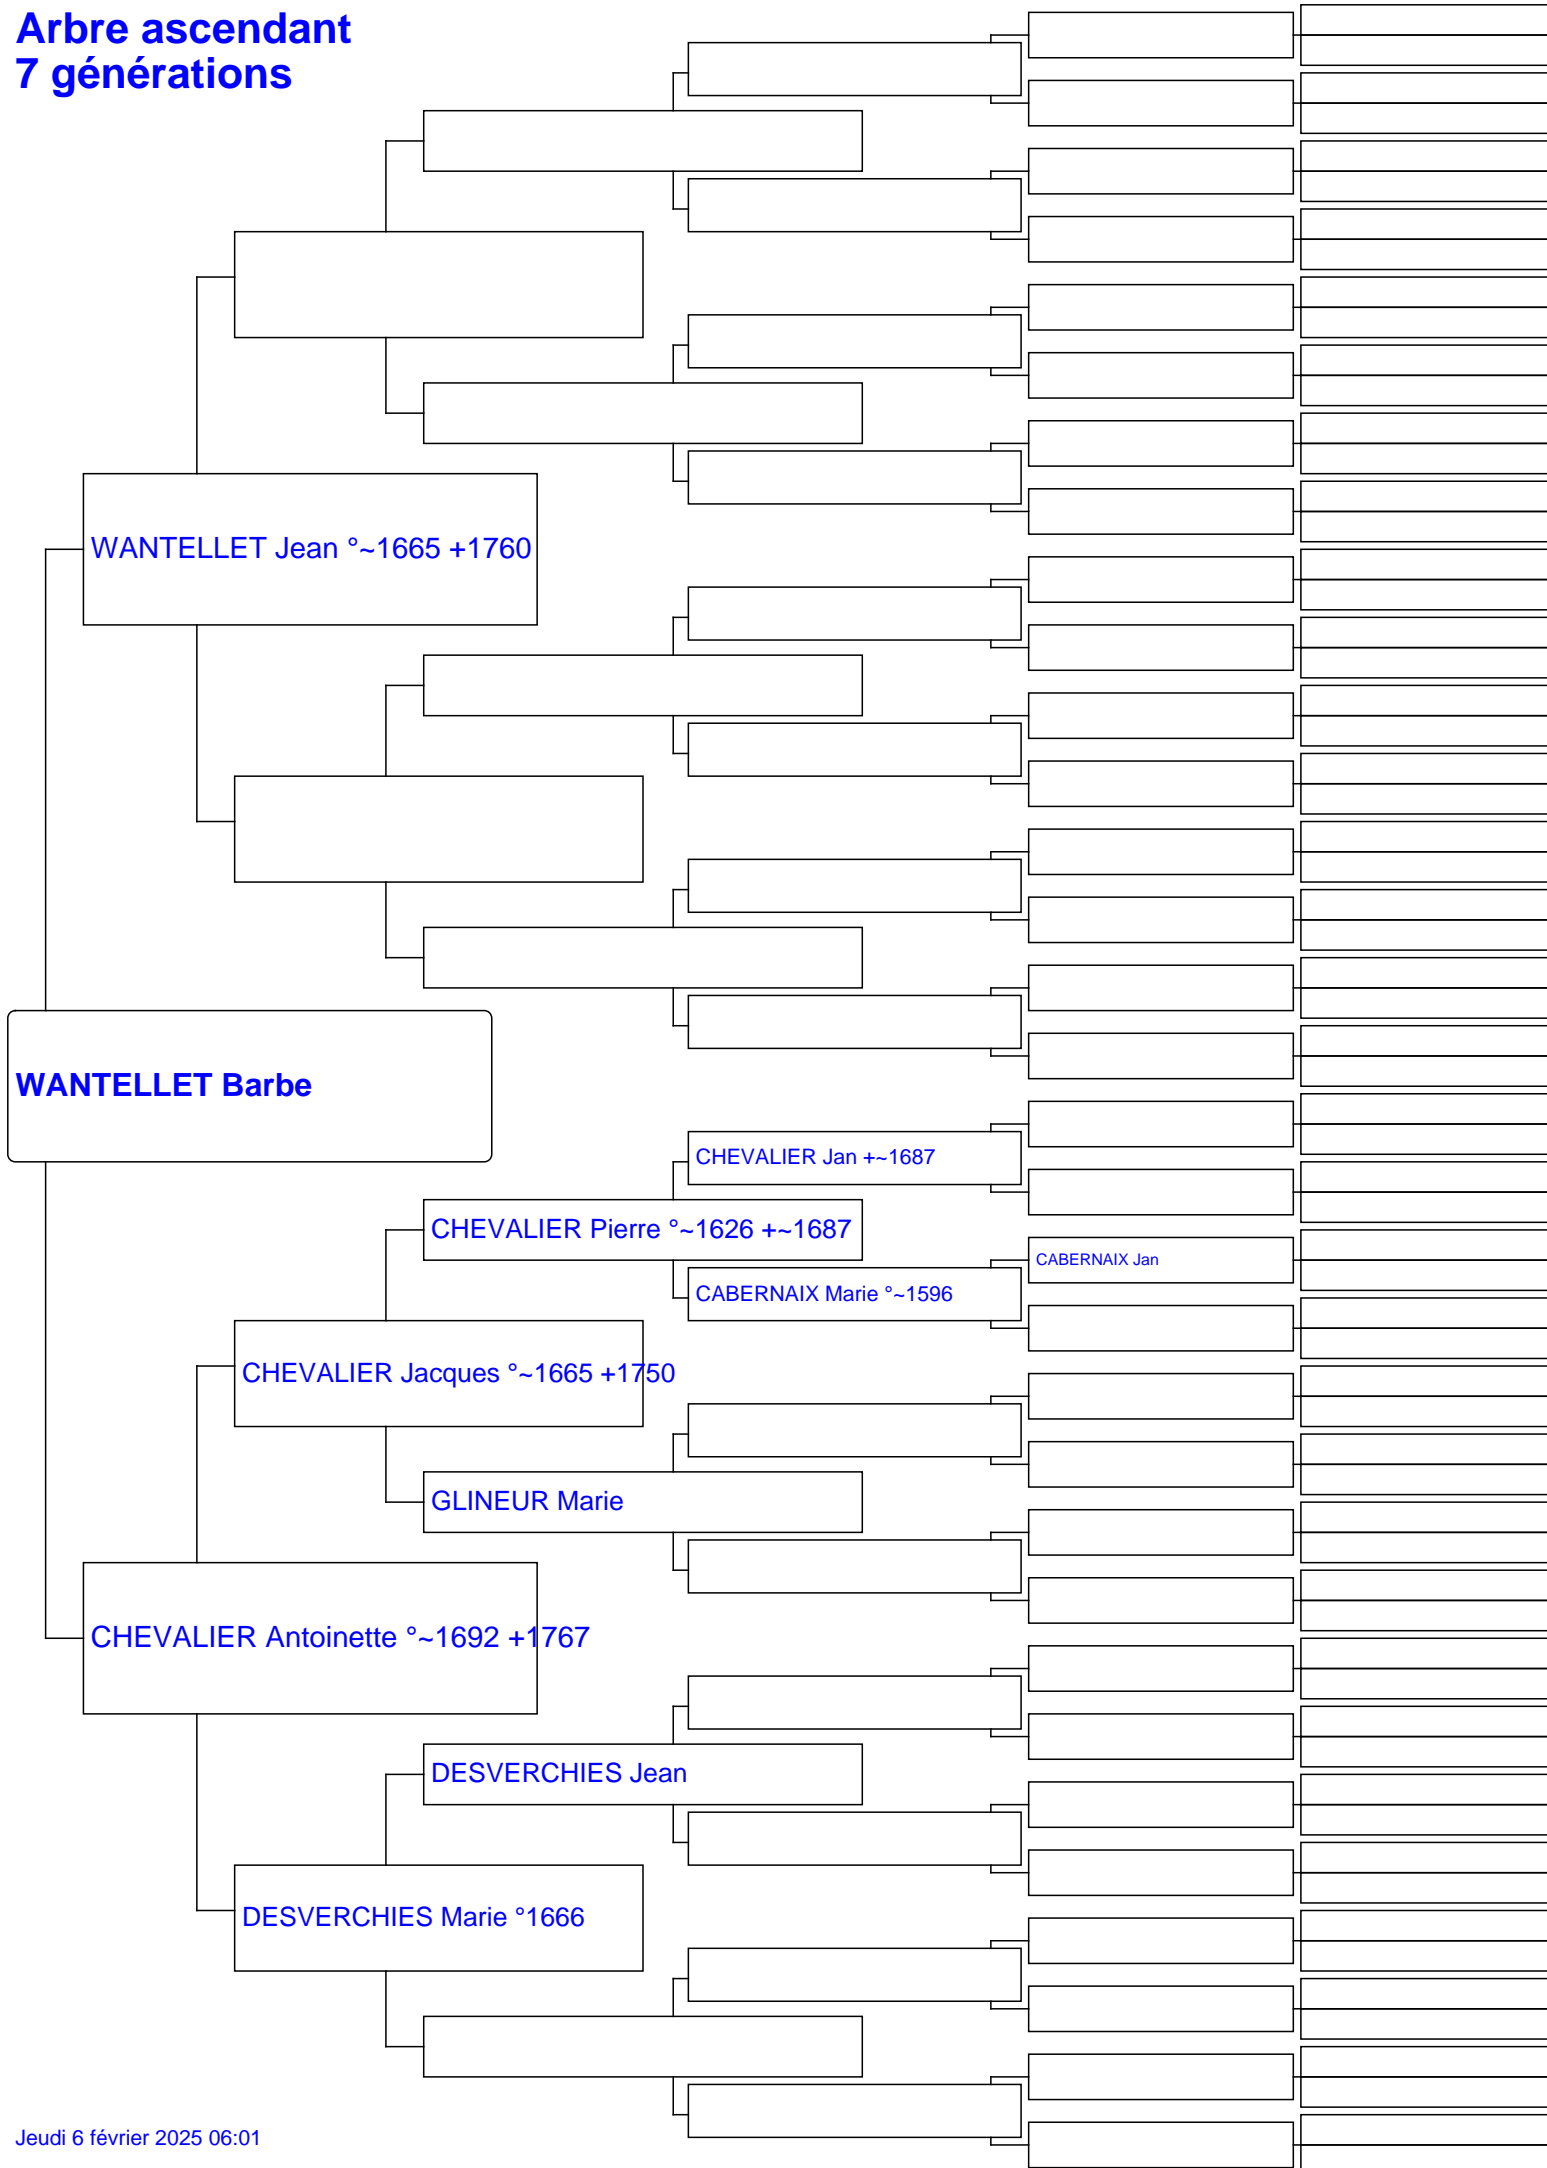 Arbre ascendant
7 générations
WANTELLET Jean °~1665 +1760
WANTELLET Barbe
CHEVALIER Jan +~1687
CHEVALIER Pierre °~1626 +~1687
CABERNAIX Jan
CABERNAIX Marie °~1596
CHEVALIER Jacques °~1665 +1750
GLINEUR Marie
CHEVALIER Antoinette °~1692 +1767
DESVERCHIES Jean
DESVERCHIES Marie °1666
Jeudi 6 février 2025 06:01